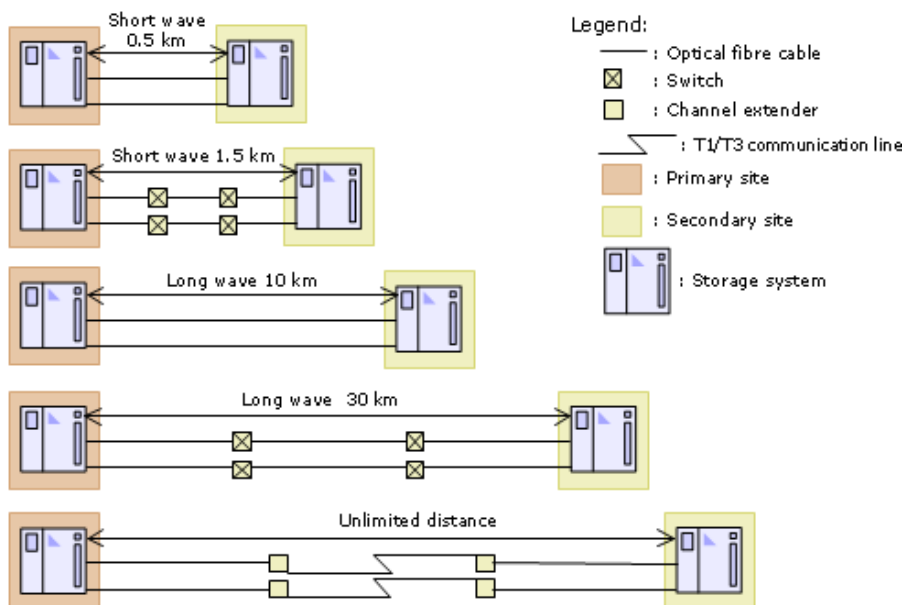 Short wave
0.5 km
Short wave 1.5 km
Long wave 10 km
Long wave 30 km
Unlimited distance
Legend:
: Optical fibre cable
: Switch
: Channel extender
: T1/T3 communication line
: Primary site
: Secondary site
: Storage system